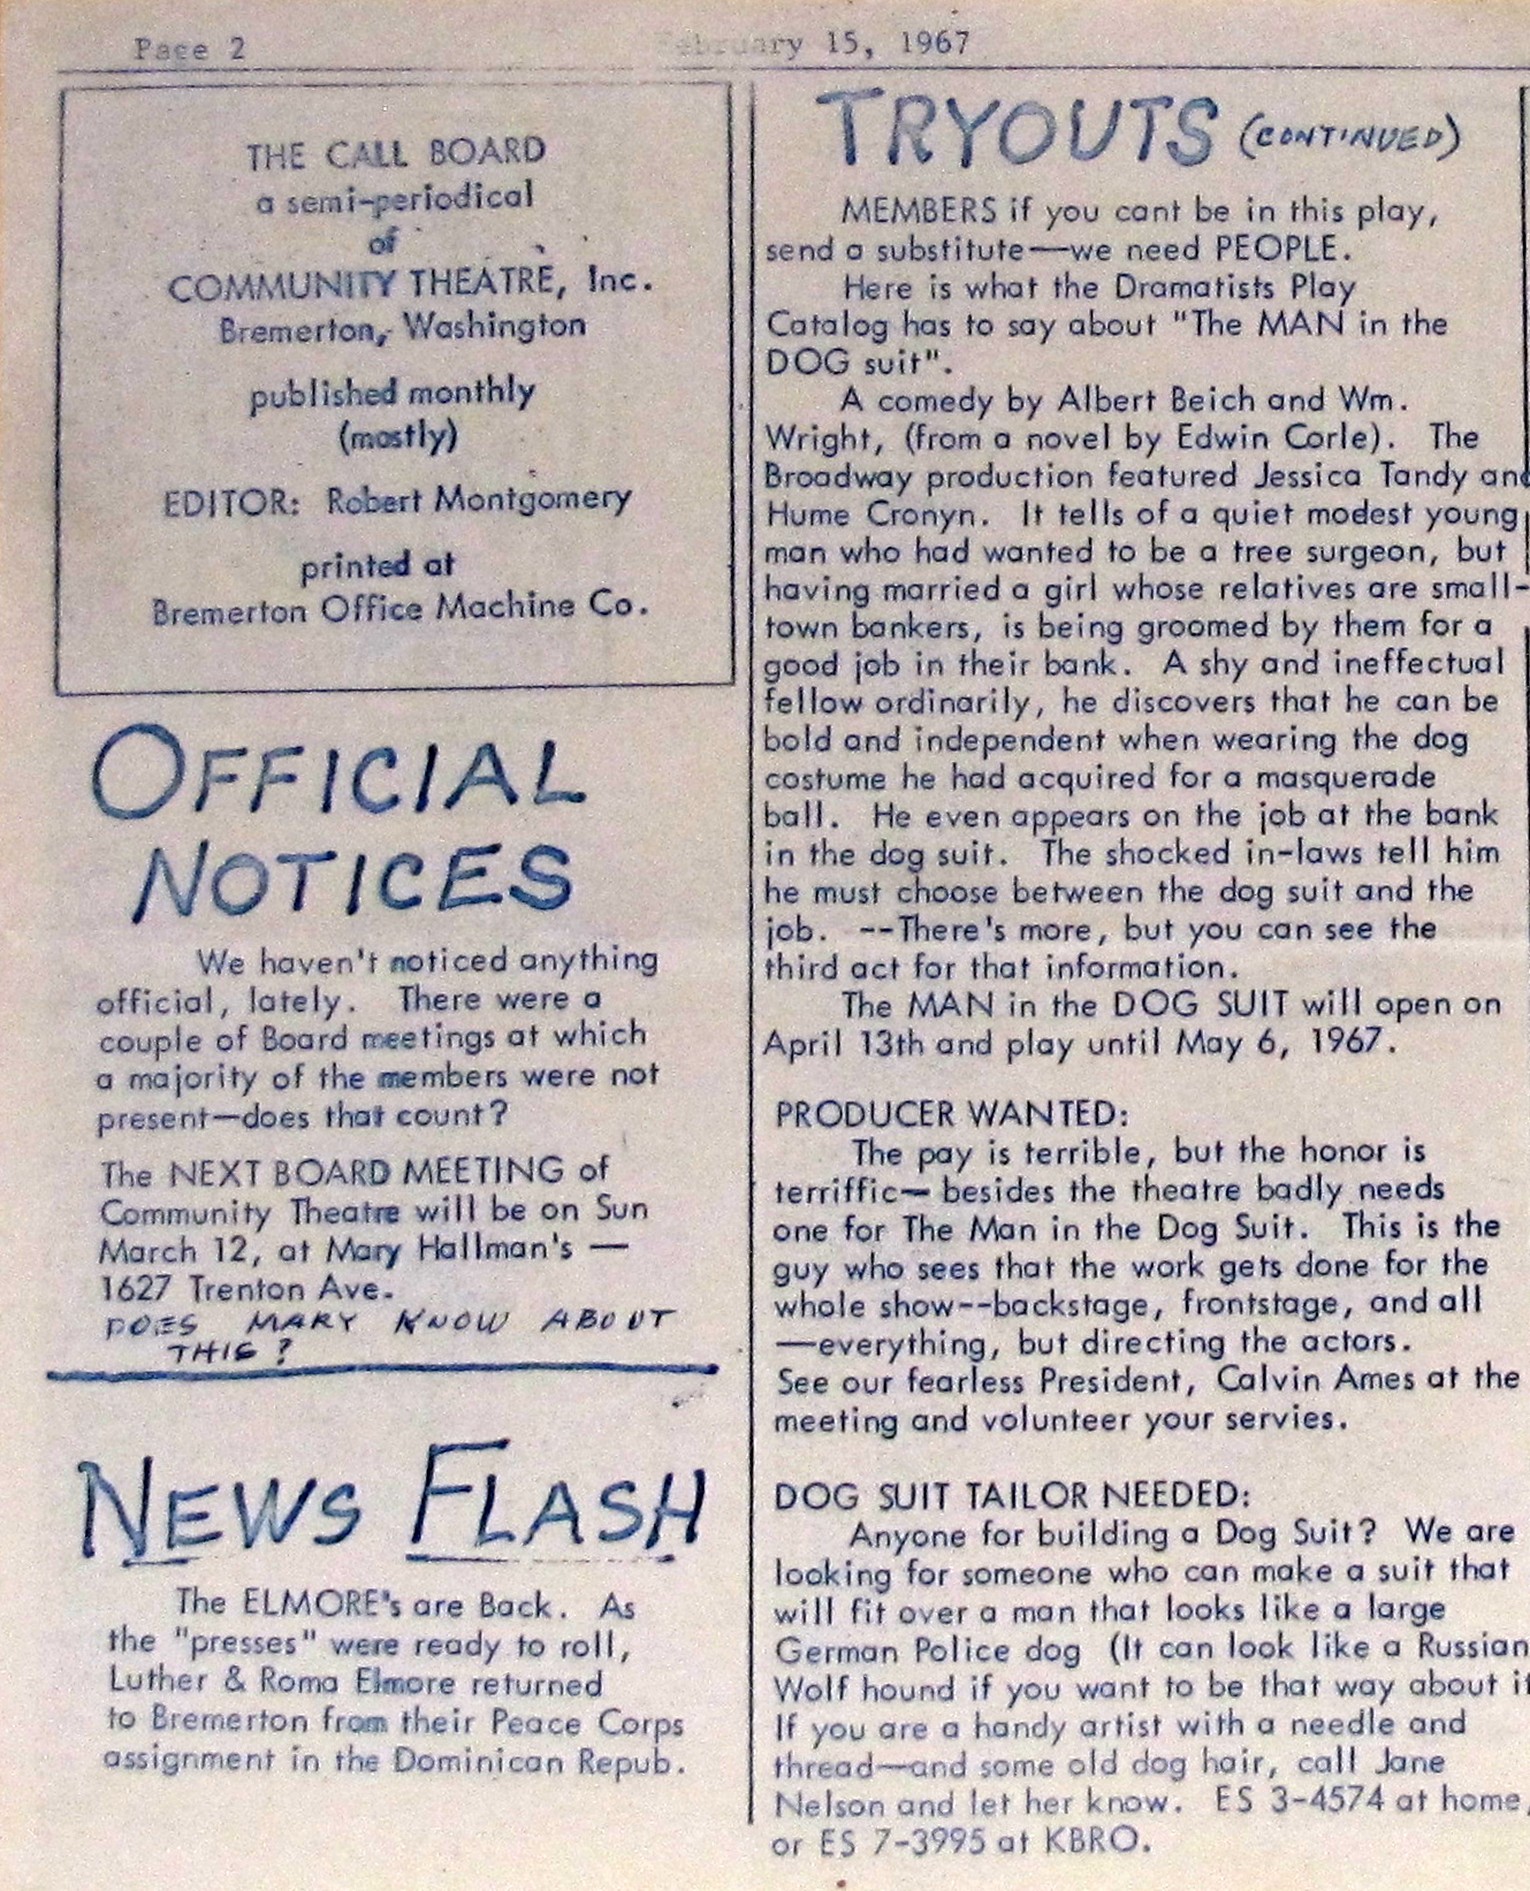 Page 2
February 15, 1967
THE CALL BOARD
a semi-periodical
of
COMMUNITY THEATRE, Inc.
Bremerton, Washington
published monthly
(mostly)
EDITOR: Robert Montgomery
printed at
Bremerton Office Machine Co.
OFFICIAL
NOTICES
We haven't noticed anything
official, lately. There were a
couple of Board meetings at which
a majority of the members were not
present—does that count?
The NEXT BOARD MEETING of
Community Theatre will be on Sun
March 12, at Mary Hallman's —
1627 Trenton Ave.
DOES MARY KNOW ABOUT
THIS?
NEWS FLASH
The ELMORE's are Back. As
the "presses" were ready to roll,
Luther & Roma Elmore returned
to Bremerton from their Peace Corps
assignment in the Dominican Repub.
TRYOUTS (CONTINUED)
MEMBERS if you cant be in this play,
send a substitute—we need PEOPLE.
Here is what the Dramatists Play
Catalog has to say about "The MAN in the
DOG suit".
A comedy by Albert Beich and Wm.
Wright, (from a novel by Edwin Corle). The
Broadway production featured Jessica Tandy and
Hume Cronyn. It tells of a quiet modest young
man who had wanted to be a tree surgeon, but
having married a girl whose relatives are small-
town bankers, is being groomed by them for a
good job in their bank. A shy and ineffectual
fellow ordinarily, he discovers that he can be
bold and independent when wearing the dog
costume he had acquired for a masquerade
ball. He even appears on the job at the bank
in the dog suit. The shocked in-laws tell him
he must choose between the dog suit and the
job. --There's more, but you can see the
third act for that information.
The MAN in the DOG SUIT will open on
April 13th and play until May 6, 1967.
PRODUCER WANTED:
The pay is terrible, but the honor is
terriffic— besides the theatre badly needs
one for The Man in the Dog Suit. This is the
guy who sees that the work gets done for the
whole show--backstage, frontstage, and all
—everything, but directing the actors.
See our fearless President, Calvin Ames at the
meeting and volunteer your servies.
DOG SUIT TAILOR NEEDED:
Anyone for building a Dog Suit? We are
looking for someone who can make a suit that
will fit over a man that looks like a large
German Police dog (It can look like a Russian
Wolf hound if you want to be that way about it
If you are a handy artist with a needle and
thread—and some old dog hair, call Jane
Nelson and let her know. ES 3-4574 at home,
or ES 7-3995 at KBRO.